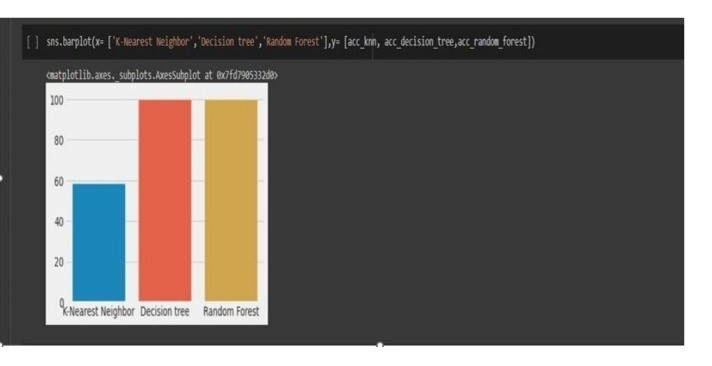 [ ] sns.barplot(x= ['K-Nearest Neighbor','Decision tree','Random Forest'],y= [acc_knn, acc_decision_tree,acc_random_forest])
<matplotlib.axes._subplots.AxesSubplot at 0x7fd7905332d0>
100
80
60
40
20
0
K-Nearest Neighbor Decision tree Random Forest